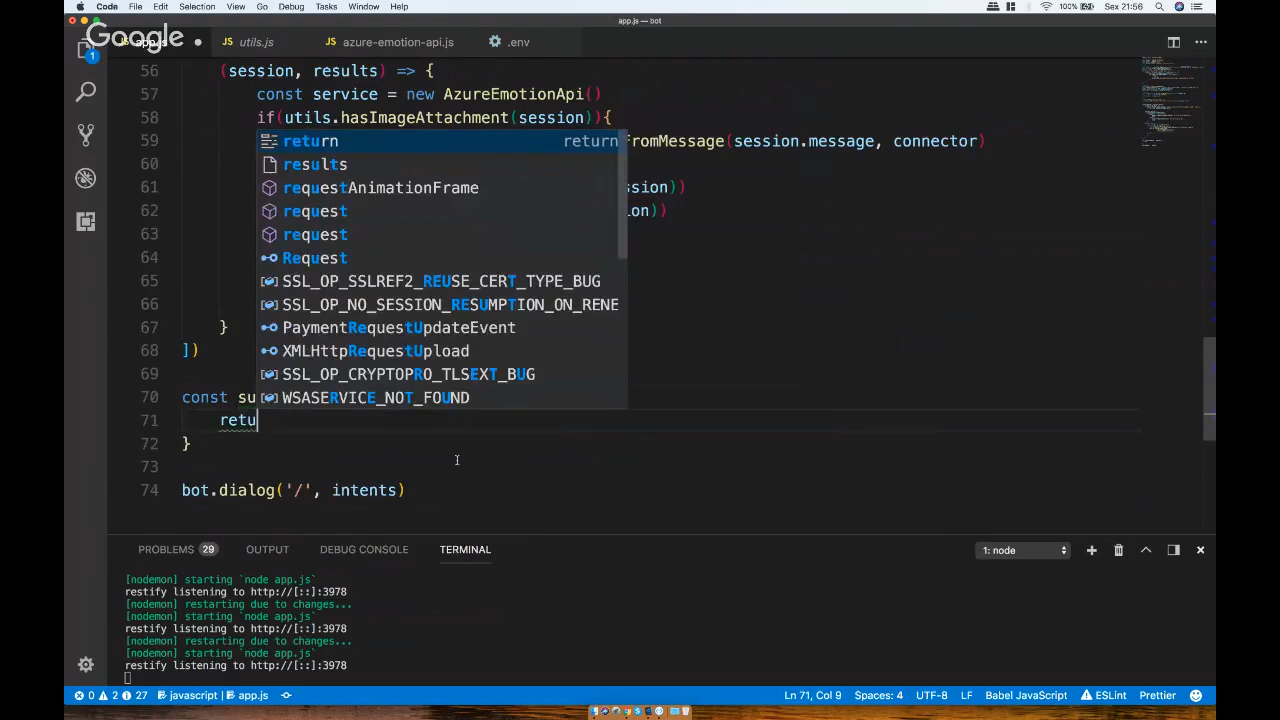 Code File Edit Selection View Go Debug Tasks Window Help 100% Sex 21:56
app.js — bot
Google
app.js utils.js azure-emotion-api.js .env
1
56 (session, results) => {
57 const service = new AzureEmotionApi()
58 if(utils.hasImageAttachment(session)){
return return
59 FromMessage(session.message, connector)
60 results
61 requestAnimationFrame ssion))
62 request on))
63 request
64 Request
65 SSL_OP_SSLREF2_REUSE_CERT_TYPE_BUG
66 SSL_OP_NO_SESSION_RESUMPTION_ON_RENE
67 } PaymentRequestUpdateEvent
68 ]) XMLHttpRequestUpload
69 SSL_OP_CRYPTOPRO_TLSEXT_BUG
70 const su WSASERVICE_NOT_FOUND
71 retu
72 }
73
74 bot.dialog('/', intents)
PROBLEMS 29 OUTPUT DEBUG CONSOLE TERMINAL 1: node
[nodemon] starting `node app.js`
restify listening to http://[::]:3978
[nodemon] restarting due to changes...
[nodemon] starting `node app.js`
restify listening to http://[::]:3978
[nodemon] restarting due to changes...
[nodemon] starting `node app.js`
restify listening to http://[::]:3978
0 2 27 javascript app.js Ln 71, Col 9 Spaces: 4 UTF-8 LF Babel JavaScript ESLint Prettier